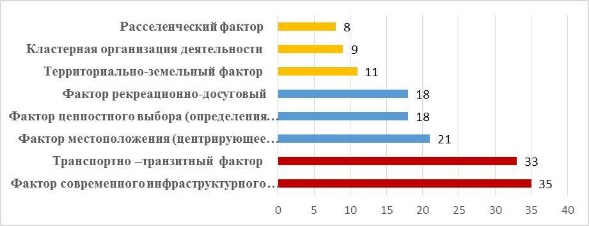 Расселенческий фактор 8
Кластерная организация деятельности 9
Территориально-земельный фактор 11
Фактор рекреационно-досуговый 18
Фактор ценностного выбора (определения… 18
Фактор местоположения (центрирующее… 21
Транспортно –транзитный фактор 33
Фактор современного инфраструктурного… 35
0 5 10 15 20 25 30 35 40